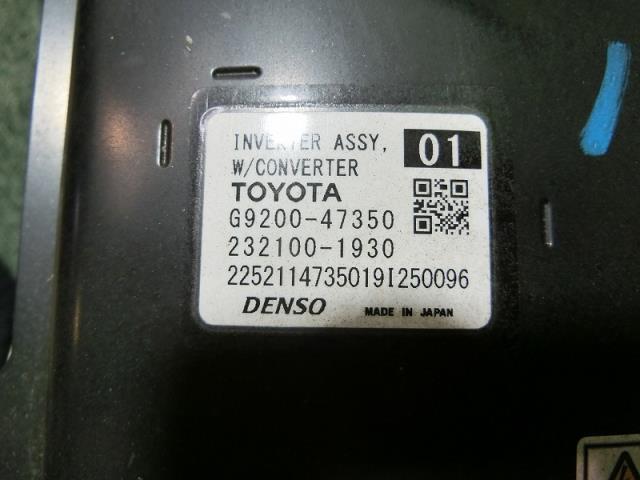 INVERTER ASSY, 01
W/CONVERTER
TOYOTA
G9200-47350
232100-1930
2252114735019I250096
DENSO MADE IN JAPAN